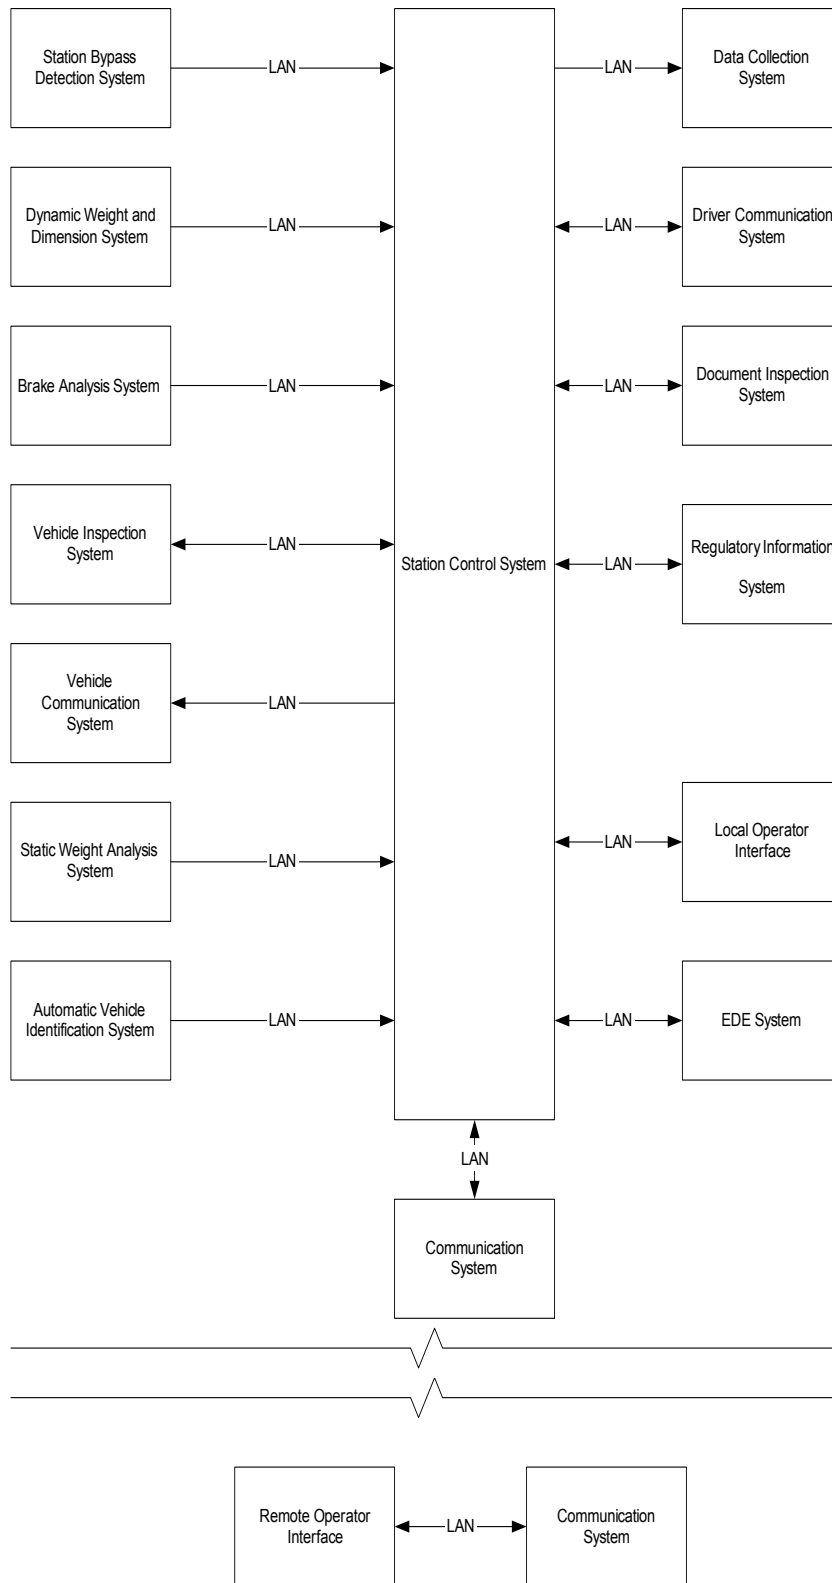 Station Bypass
Detection System
LAN
LAN
Data Collection
System
Dynamic Weight and
Dimension System
LAN
LAN
Driver Communication
System
Brake Analysis System
LAN
LAN
Document Inspection
System
Vehicle Inspection
System
LAN
Station Control System
LAN
Regulatory Information
System
Vehicle
Communication
System
LAN
Static Weight Analysis
System
LAN
LAN
Local Operator
Interface
Automatic Vehicle
Identification System
LAN
LAN
EDE System
LAN
Communication
System
Remote Operator
Interface
LAN
Communication
System